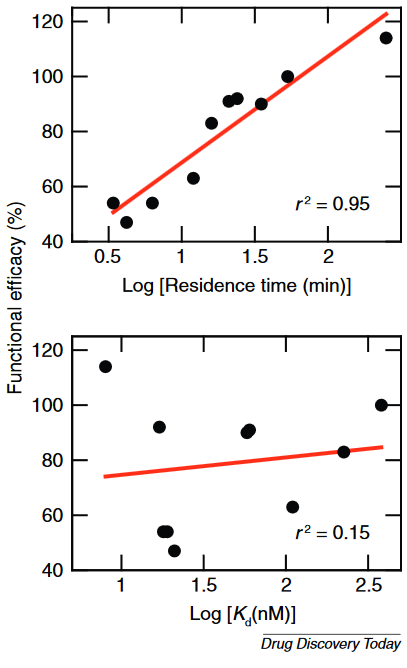 120
100
80
60
40
r² = 0.95
0.5 1 1.5 2
Log [Residence time (min)]
Functional efficacy (%)
120
100
80
60
40
r² = 0.15
1 1.5 2 2.5
Log [Kd(nM)]
Drug Discovery Today